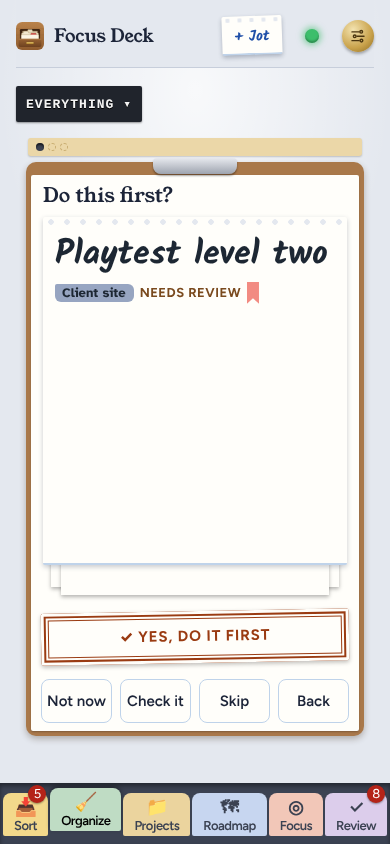 Focus Deck
+ Jot
EVERYTHING ▾
Do this first?
Playtest level two
Client site NEEDS REVIEW
✓ YES, DO IT FIRST
Not now Check it Skip Back
5 8
Sort Organize Projects Roadmap Focus Review